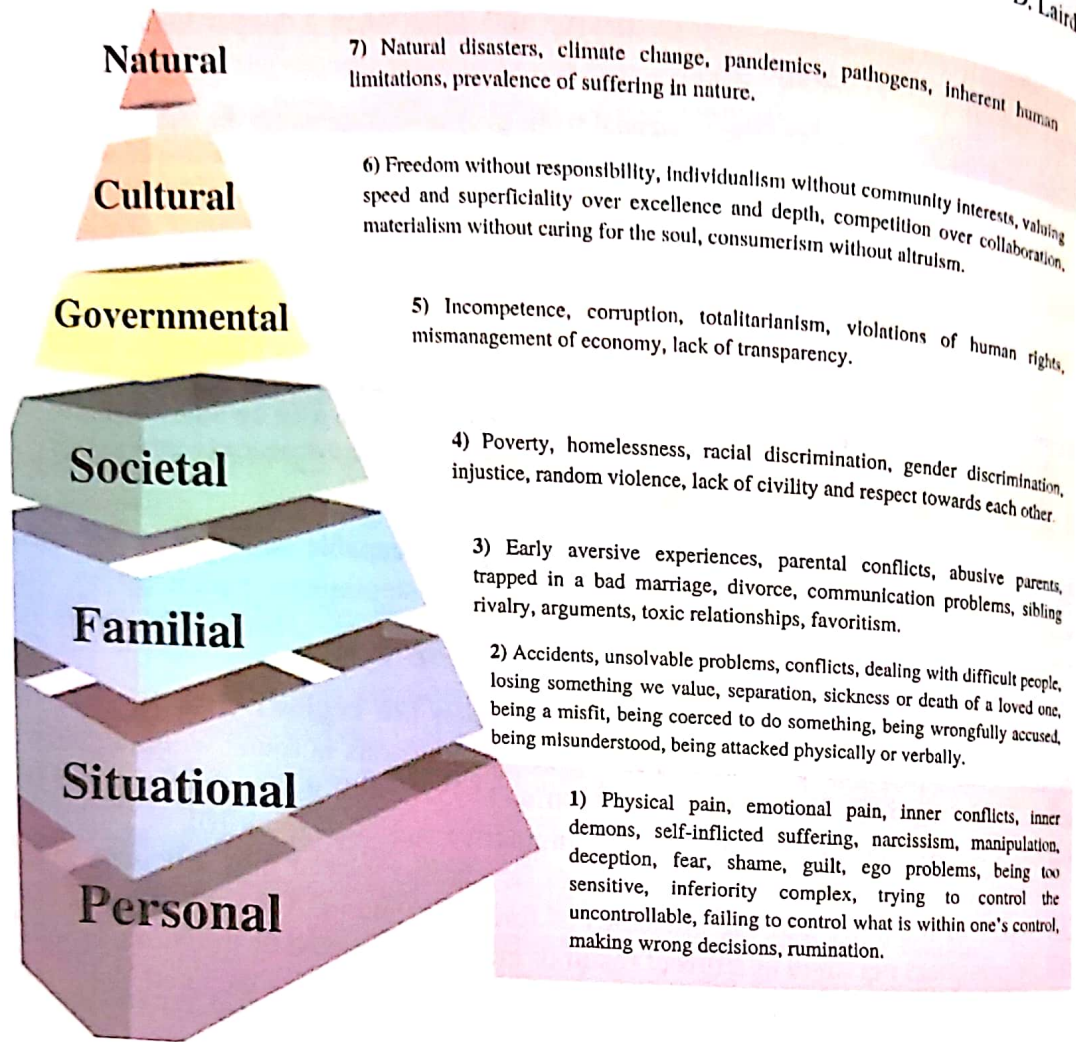 D. Laird
Natural
7) Natural disasters, climate change, pandemics, pathogens, inherent human
limitations, prevalence of suffering in nature.
Cultural
6) Freedom without responsibility, individualism without community interests, valuing
speed and superficiality over excellence and depth, competition over collaboration,
materialism without caring for the soul, consumerism without altruism.
Governmental
5) Incompetence, corruption, totalitarianism, violations of human rights,
mismanagement of economy, lack of transparency.
Societal
4) Poverty, homelessness, racial discrimination, gender discrimination,
injustice, random violence, lack of civility and respect towards each other.
Familial
3) Early aversive experiences, parental conflicts, abusive parents,
trapped in a bad marriage, divorce, communication problems, sibling
rivalry, arguments, toxic relationships, favoritism.
Situational
2) Accidents, unsolvable problems, conflicts, dealing with difficult people,
losing something we value, separation, sickness or death of a loved one,
being a misfit, being coerced to do something, being wrongfully accused,
being misunderstood, being attacked physically or verbally.
Personal
1) Physical pain, emotional pain, inner conflicts, inner
demons, self-inflicted suffering, narcissism, manipulation,
deception, fear, shame, guilt, ego problems, being too
sensitive, inferiority complex, trying to control the
uncontrollable, failing to control what is within one's control,
making wrong decisions, rumination.